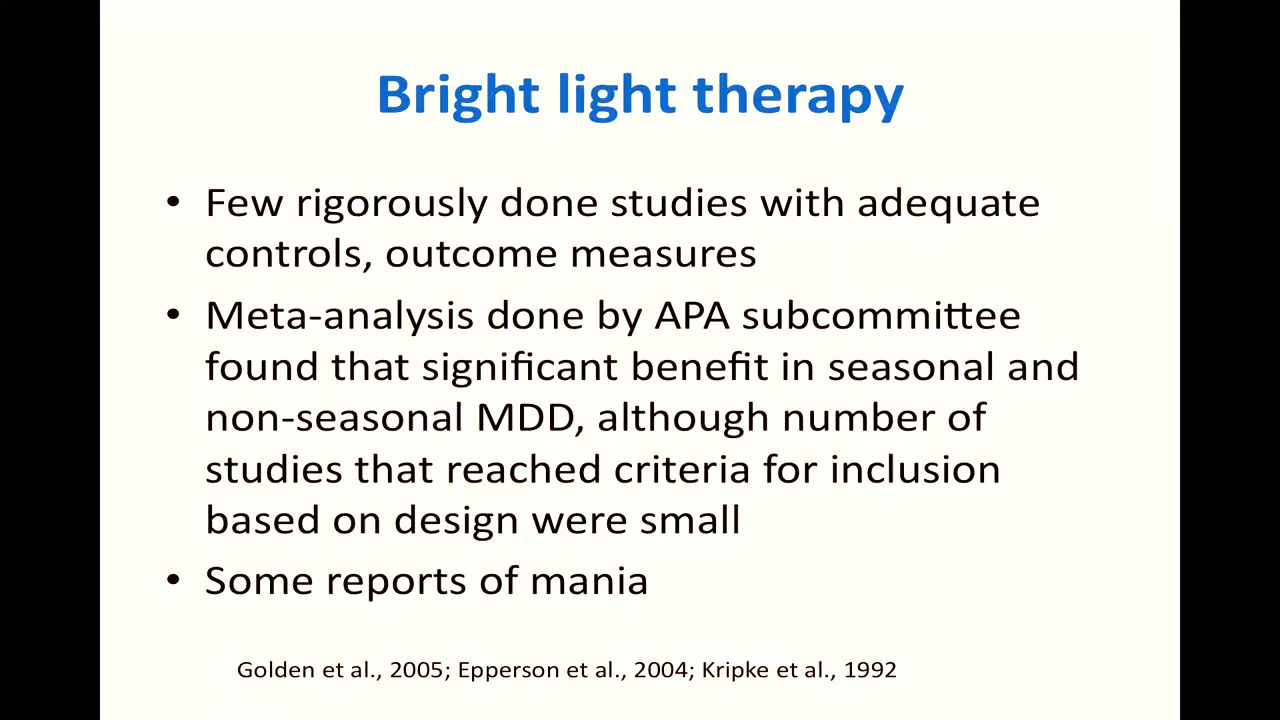 Bright light therapy
• Few rigorously done studies with adequate
controls, outcome measures
• Meta-analysis done by APA subcommittee
found that significant benefit in seasonal and
non-seasonal MDD, although number of
studies that reached criteria for inclusion
based on design were small
• Some reports of mania
Golden et al., 2005; Epperson et al., 2004; Kripke et al., 1992